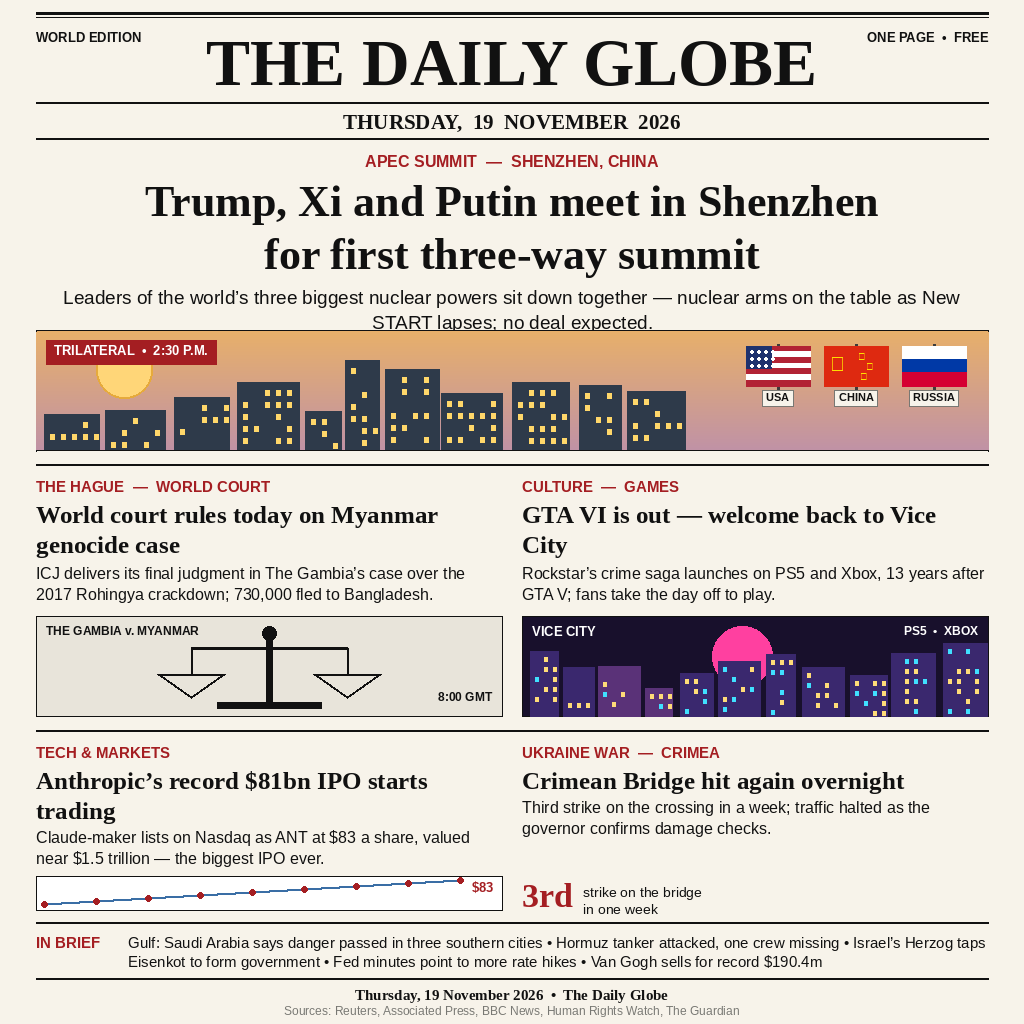 WORLD EDITION
ONE PAGE • FREE
THE DAILY GLOBE
THURSDAY, 19 NOVEMBER 2026
APEC SUMMIT — SHENZHEN, CHINA
Trump, Xi and Putin meet in Shenzhen
for first three-way summit
Leaders of the world’s three biggest nuclear powers sit down together — nuclear arms on the table as New
START lapses; no deal expected.
TRILATERAL • 2:30 P.M.
USA
CHINA
RUSSIA
THE HAGUE — WORLD COURT
World court rules today on Myanmar
genocide case
ICJ delivers its final judgment in The Gambia’s case over the
2017 Rohingya crackdown; 730,000 fled to Bangladesh.
THE GAMBIA v. MYANMAR
8:00 GMT
CULTURE — GAMES
GTA VI is out — welcome back to Vice
City
Rockstar’s crime saga launches on PS5 and Xbox, 13 years after
GTA V; fans take the day off to play.
VICE CITY
PS5 • XBOX
TECH & MARKETS
Anthropic’s record $81bn IPO starts
trading
Claude-maker lists on Nasdaq as ANT at $83 a share, valued
near $1.5 trillion — the biggest IPO ever.
$83
UKRAINE WAR — CRIMEA
Crimean Bridge hit again overnight
Third strike on the crossing in a week; traffic halted as the
governor confirms damage checks.
3rd
strike on the bridge
in one week
IN BRIEF
Gulf: Saudi Arabia says danger passed in three southern cities • Hormuz tanker attacked, one crew missing • Israel’s Herzog taps
Eisenkot to form government • Fed minutes point to more rate hikes • Van Gogh sells for record $190.4m
Thursday, 19 November 2026 • The Daily Globe
Sources: Reuters, Associated Press, BBC News, Human Rights Watch, The Guardian